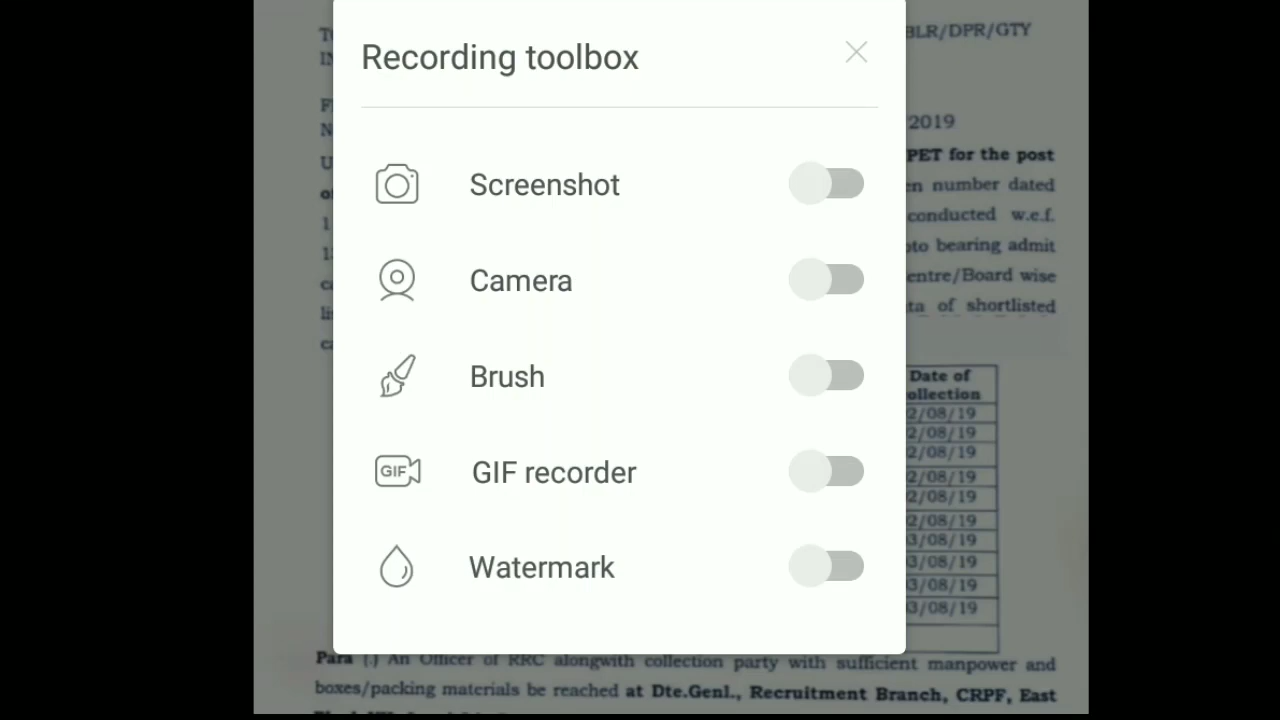 BLR/DPR/GTY
Recording toolbox
2019
PET for the post
Screenshot
en number dated
conducted w.e.f.
bearing admit
Camera
entre/Board wise
of shortlisted
Brush
Date of
ollection
2/08/19
2/08/19
2/08/19
GIF recorder
2/08/19
2/08/19
2/08/19
3/08/19
Watermark
3/08/19
3/08/19
3/08/19
Para (.) An Officer of RRC alongwith collection party with sufficient manpower and
boxes/packing materials be reached at Dte.Genl., Recruitment Branch, CRPF, East